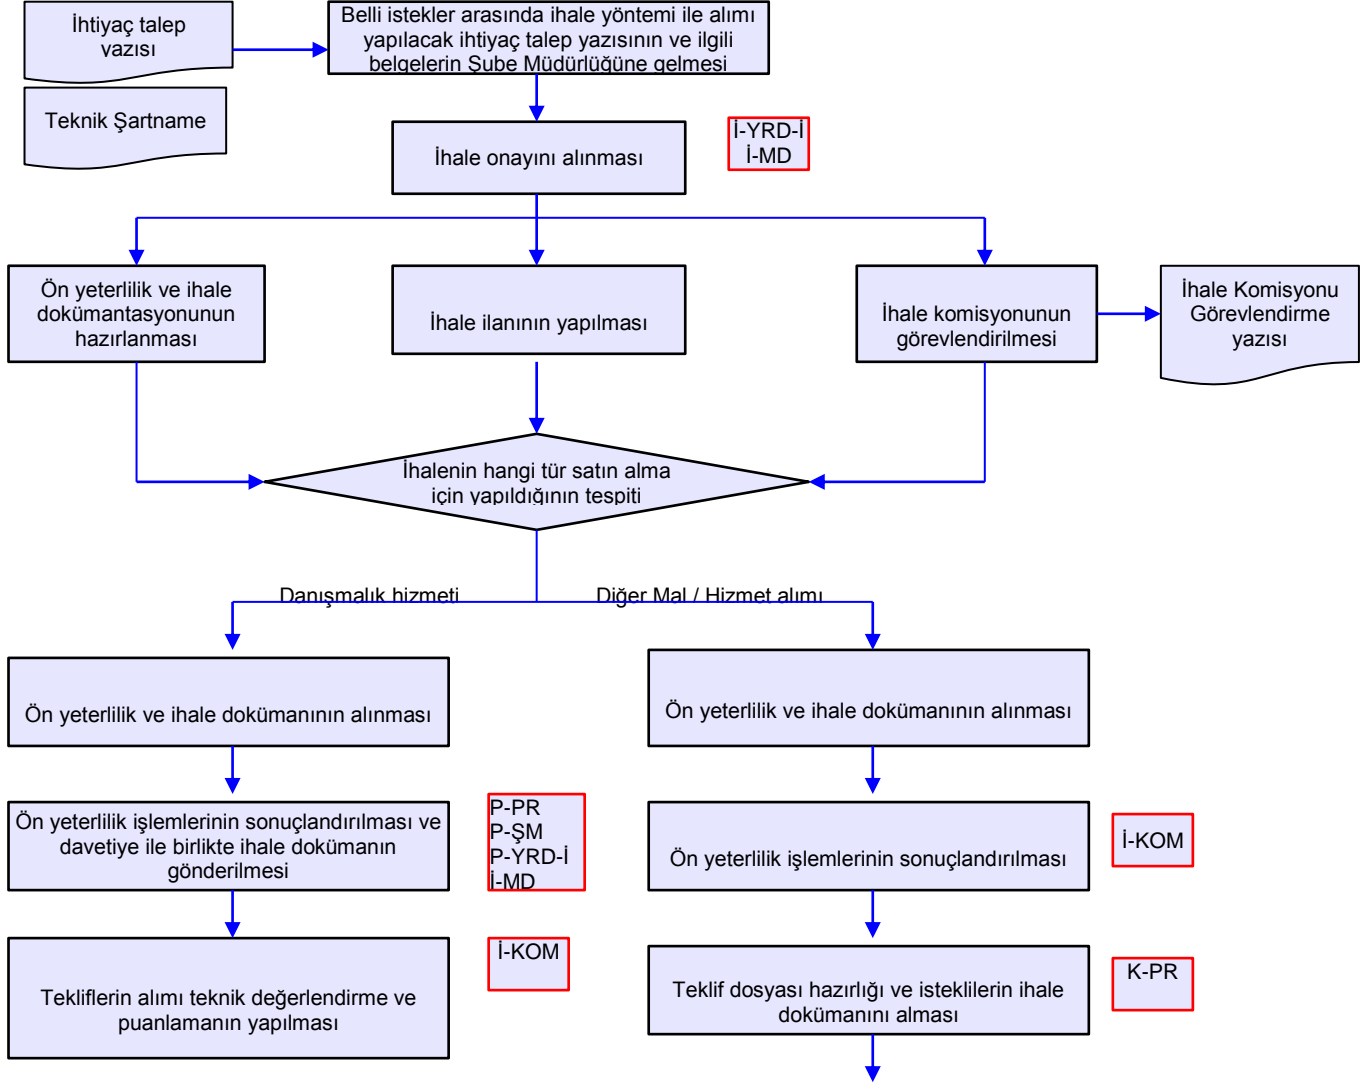 İhtiyaç talep
yazısı
Belli istekler arasında ihale yöntemi ile alımı
yapılacak ihtiyaç talep yazısının ve ilgili
belgelerin Şube Müdürlüğüne gelmesi
Teknik Şartname
İhale onayını alınması
İ-YRD-İ
İ-MD
Ön yeterlilik ve ihale
dokümantasyonunun
hazırlanması
İhale ilanının yapılması
İhale komisyonunun
görevlendirilmesi
İhale Komisyonu
Görevlendirme
yazısı
İhalenin hangi tür satın alma
için yapıldığının tespiti
Danışmalık hizmeti
Diğer Mal / Hizmet alımı
Ön yeterlilik ve ihale dokümanının alınması
Ön yeterlilik ve ihale dokümanının alınması
Ön yeterlilik işlemlerinin sonuçlandırılması ve
davetiye ile birlikte ihale dokümanın
gönderilmesi
P-PR
P-ŞM
P-YRD-İ
İ-MD
Ön yeterlilik işlemlerinin sonuçlandırılması
İ-KOM
Tekliflerin alımı teknik değerlendirme ve
puanlamanın yapılması
İ-KOM
Teklif dosyası hazırlığı ve isteklilerin ihale
dokümanını alması
K-PR